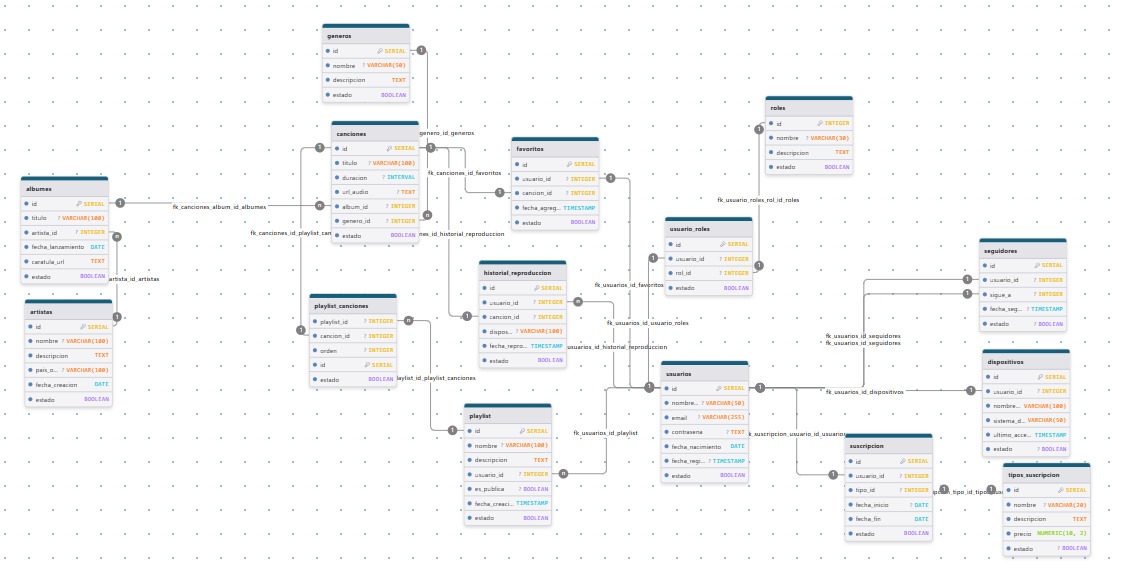 generos
id SERIAL
nombre ? VARCHAR(50)
descripcion TEXT
estado BOOLEAN
genero_id_generos
canciones
id SERIAL
titulo ? VARCHAR(100)
duracion ? INTERVAL
url_audio ? TEXT
album_id ? INTEGER
genero_id ? INTEGER
estado BOOLEAN
fk_canciones_id_favoritos
favoritos
id SERIAL
usuario_id ? INTEGER
cancion_id ? INTEGER
fecha_agreg... TIMESTAMP
estado BOOLEAN
roles
id INTEGER
nombre ? VARCHAR(30)
descripcion TEXT
estado BOOLEAN
fk_usuario_roles_rol_id_roles
albumes
id SERIAL
titulo ? VARCHAR(100)
artista_id ? INTEGER
fecha_lanzamiento DATE
caratula_url TEXT
estado BOOLEAN
fk_canciones_album_id_albumes
fk_canciones_id_playlist_can
nes_id_historial_reproduccion
artista_id_artistas
artistas
id SERIAL
nombre ? VARCHAR(100)
descripcion TEXT
pais_o... VARCHAR(100)
fecha_creacion DATE
estado BOOLEAN
usuario_roles
id SERIAL
usuario_id ? INTEGER
rol_id ? INTEGER
estado BOOLEAN
seguidores
id SERIAL
usuario_id ? INTEGER
sigue_a ? INTEGER
fecha_seg... TIMESTAMP
estado ? BOOLEAN
historial_reproduccion
id SERIAL
usuario_id ? INTEGER
cancion_id ? INTEGER
dispos... VARCHAR(100)
fecha_repro... TIMESTAMP
estado BOOLEAN
fk_usuarios_id_favoritos
fk_usuarios_id_usuario_roles
usuarios_id_historial_reproduccion
fk_usuarios_id_seguidores
fk_usuarios_id_seguidores
playlist_canciones
playlist_id ? INTEGER
cancion_id ? INTEGER
orden ? INTEGER
id SERIAL
estado BOOLEAN
aylist_id_playlist_canciones
usuarios
id SERIAL
nombre... VARCHAR(50)
email ? VARCHAR(255)
contrasena ? TEXT
fecha_nacimiento DATE
fecha_regi... ? TIMESTAMP
estado ? BOOLEAN
fk_usuarios_id_dispositivos
dispositivos
id SERIAL
usuario_id ? INTEGER
nombre... VARCHAR(100)
sistema_o... VARCHAR(50)
ultimo_acce... TIMESTAMP
estado ? BOOLEAN
playlist
id SERIAL
nombre ? VARCHAR(100)
descripcion TEXT
usuario_id ? INTEGER
es_publica ? BOOLEAN
fecha_creaci... TIMESTAMP
estado BOOLEAN
fk_usuarios_id_playlist
k_suscripcion_usuario_id_usuarios
suscripcion
id SERIAL
usuario_id ? INTEGER
tipo_id ? INTEGER
fecha_inicio ? DATE
fecha_fin DATE
estado BOOLEAN
tipos_suscripcion
id SERIAL
nombre ? VARCHAR(20)
descripcion TEXT
precio NUMERIC(10, 2)
estado ? BOOLEAN